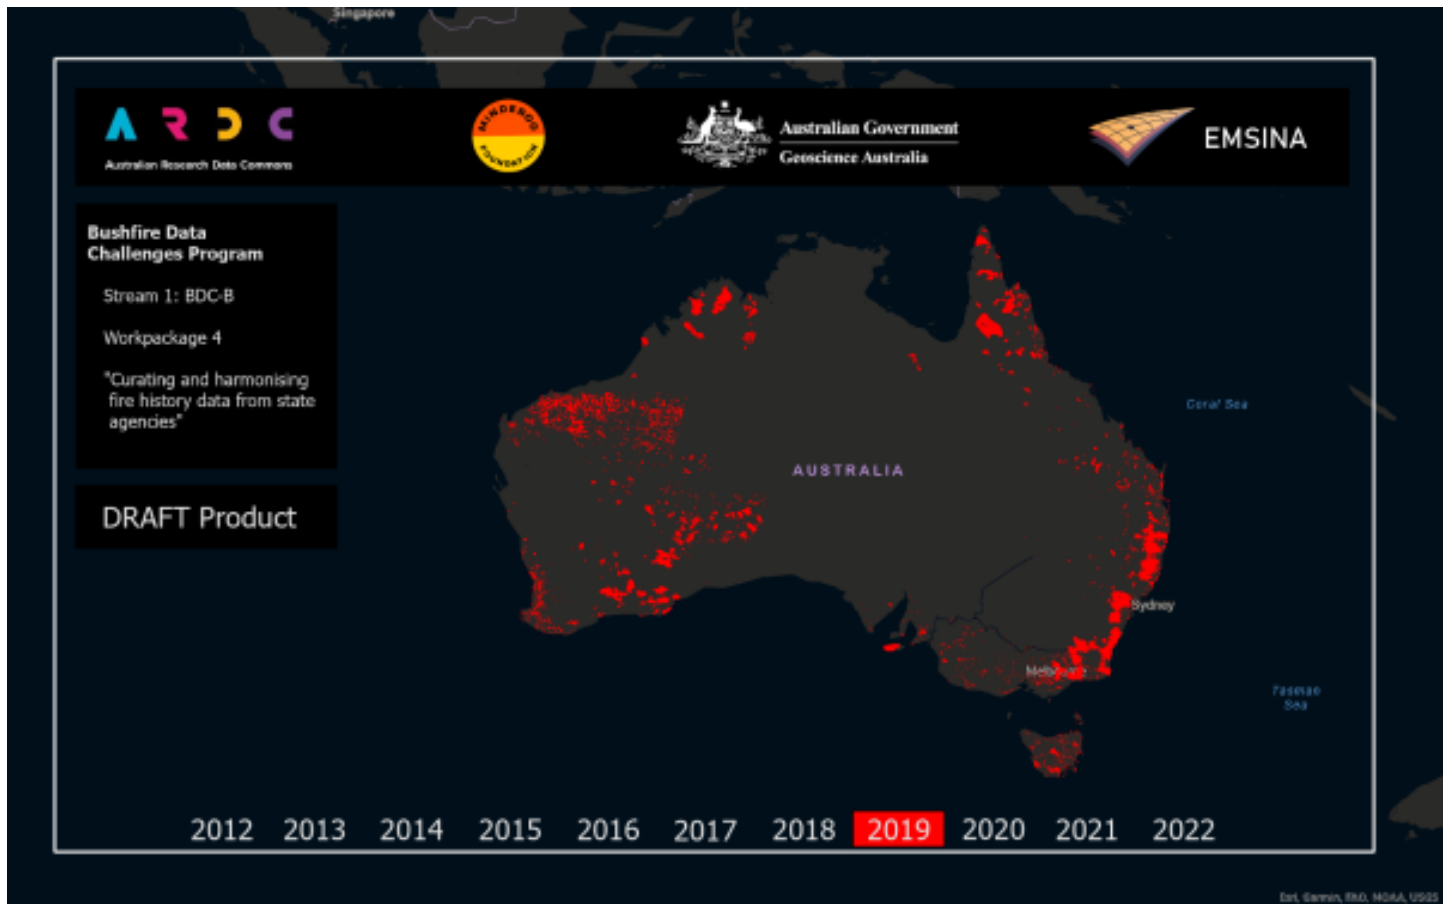 Singapore
A R D C
Australian Research Data Commons
MINDEROO
FOUNDATION
Australian Government
Geoscience Australia
EMSINA
Bushfire Data
Challenges Program
Stream 1: BDC-B
Workpackage 4
"Curating and harmonising
fire history data from state
agencies"
DRAFT Product
Coral Sea
AUSTRALIA
Sydney
Melbourne
Tasman
Sea
2012 2013 2014 2015 2016 2017 2018 2019 2020 2021 2022
Esri, Garmin, FAO, NOAA, USGS